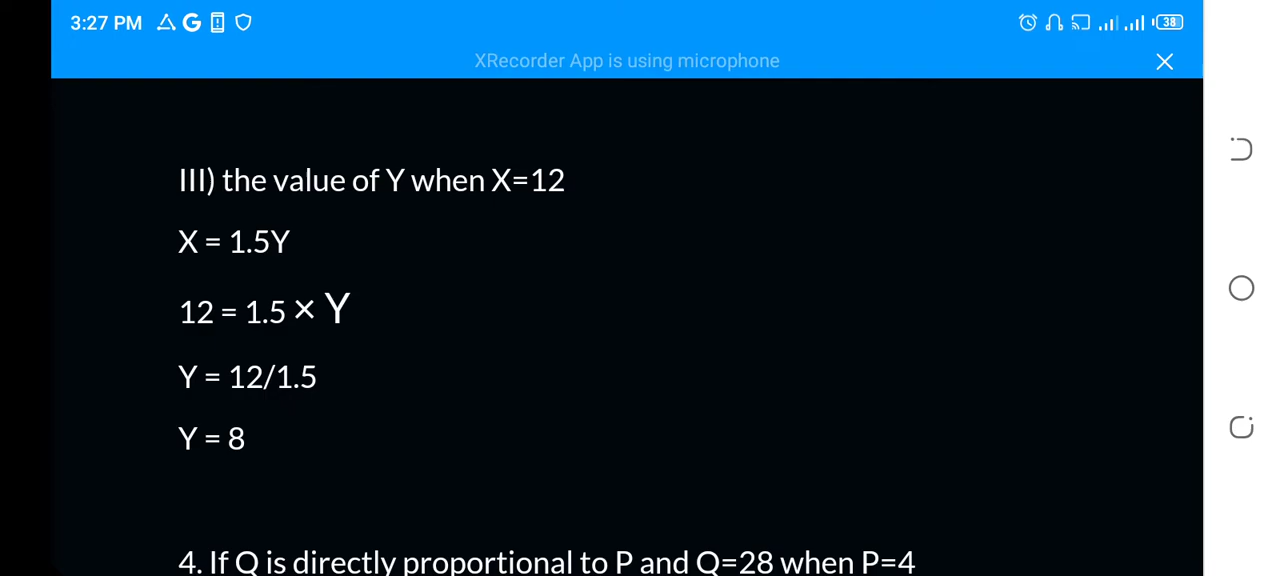 3:27 PM G 38
XRecorder App is using microphone
III) the value of Y when X=12
X = 1.5Y
12 = 1.5 × Y
Y = 12/1.5
Y = 8
4. If Q is directly proportional to P and Q=28 when P=4